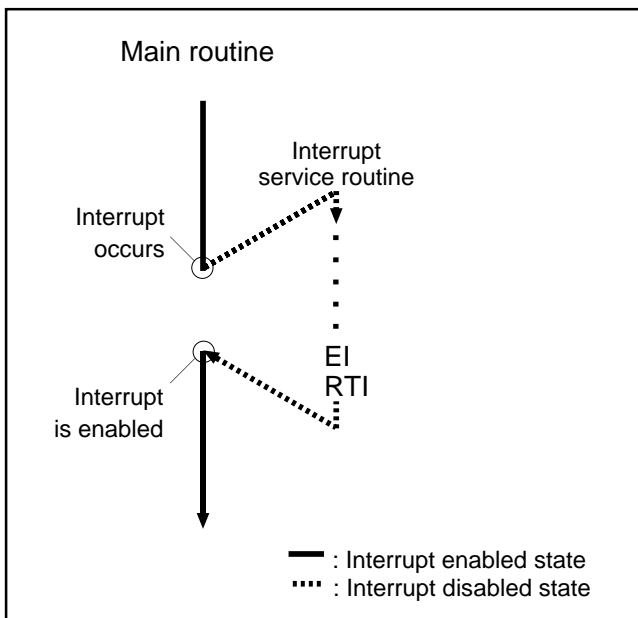 Main routine
Interrupt
service routine
Interrupt
occurs
EI
RTI
Interrupt
is enabled
: Interrupt enabled state
: Interrupt disabled state